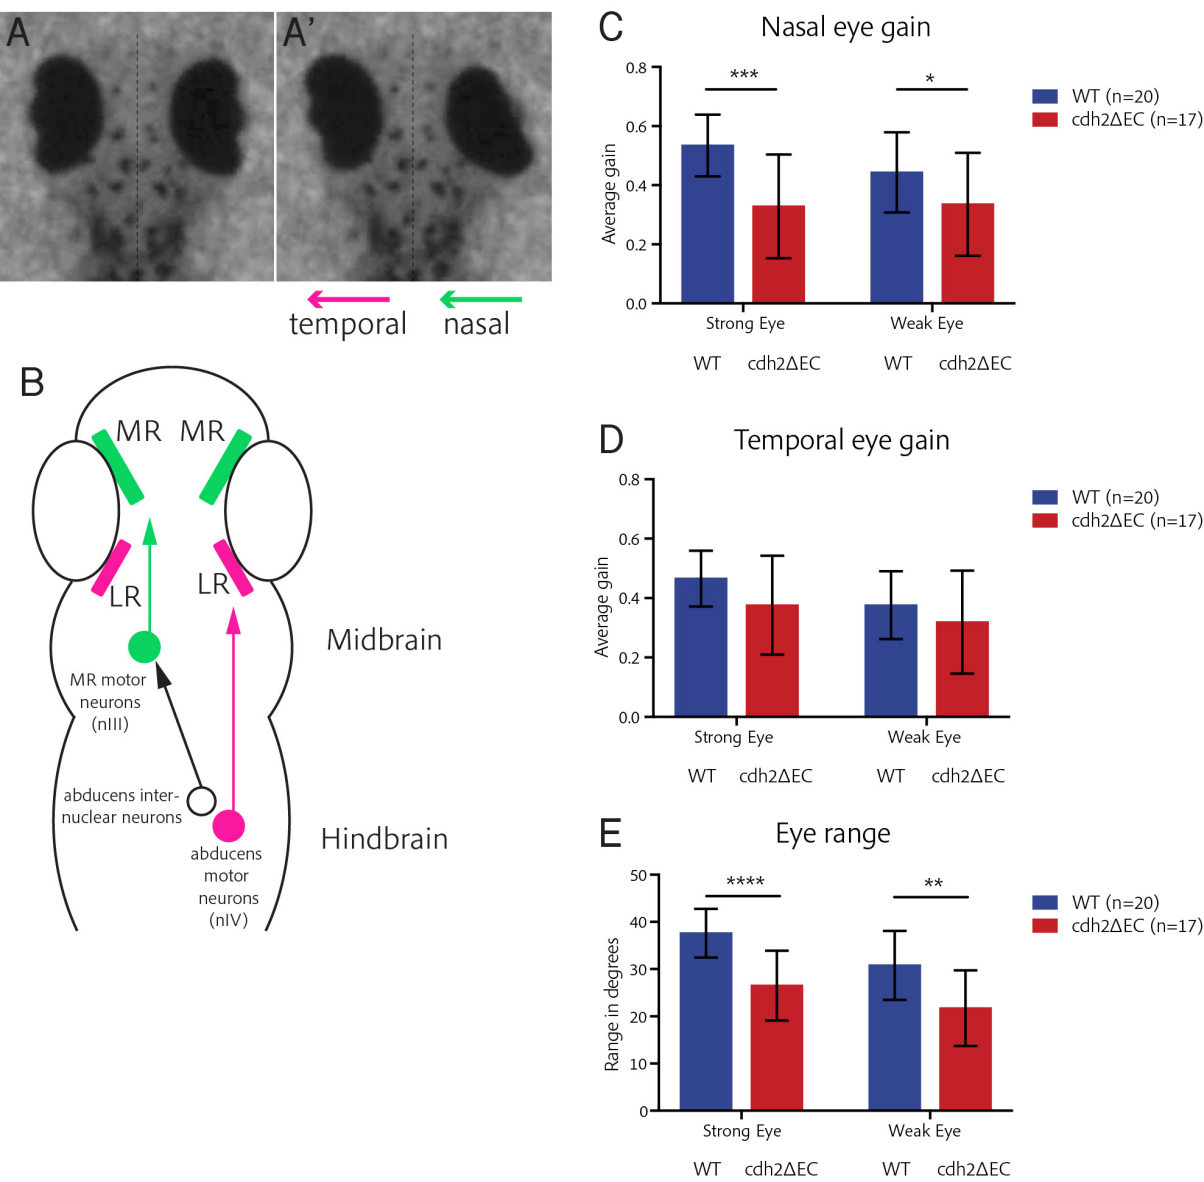 A
A'
temporal
nasal
B
MR
MR
LR
LR
MR motor
neurons
(nIII)
Midbrain
abducens inter-
nuclear neurons
abducens
motor
neurons
(nIV)
Hindbrain
C
Nasal eye gain
0.8
0.6
0.4
0.2
0.0
Average gain
***
*
WT (n=20)
cdh2ΔEC (n=17)
Strong Eye
Weak Eye
WT
cdh2ΔEC
WT
cdh2ΔEC
D
Temporal eye gain
0.8
0.6
0.4
0.2
0.0
Average gain
WT (n=20)
cdh2ΔEC (n=17)
Strong Eye
Weak Eye
WT
cdh2ΔEC
WT
cdh2ΔEC
E
Eye range
50
40
30
20
10
0
Range in degrees
****
**
WT (n=20)
cdh2ΔEC (n=17)
Strong Eye
Weak Eye
WT
cdh2ΔEC
WT
cdh2ΔEC